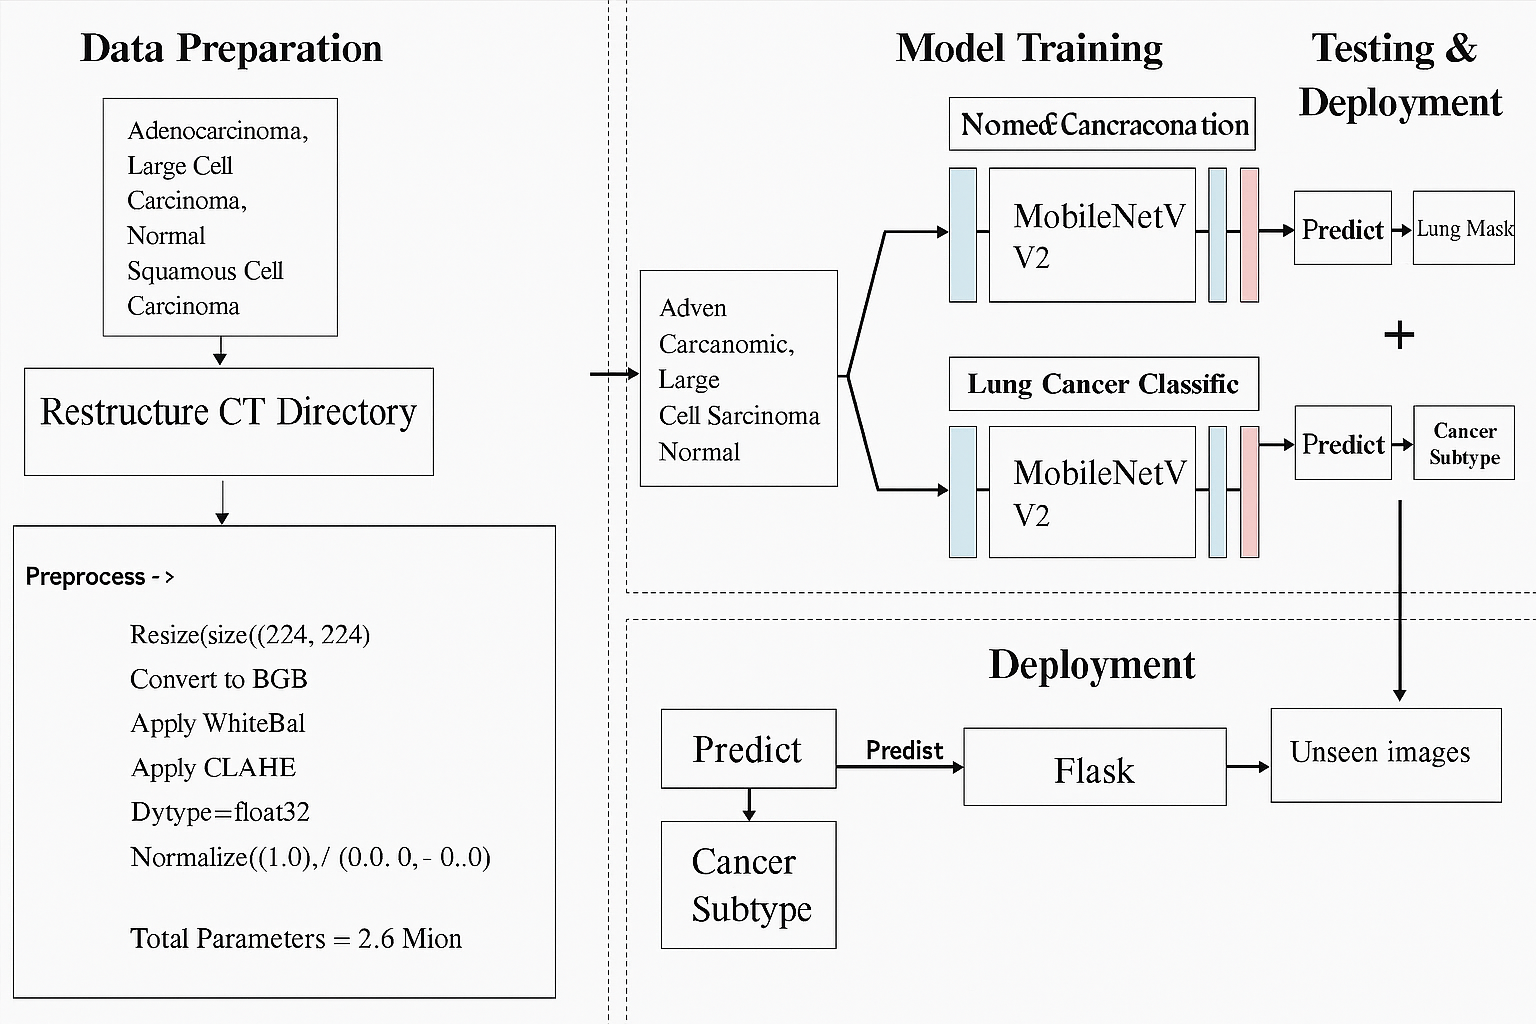 Data Preparation
Adenocarcinoma,
Large Cell
Carcinoma,
Normal
Squamous Cell
Carcinoma
Restructure CT Directory
Preprocess - >
Resize(size((224, 224)
Convert to BGB
Apply WhiteBal
Apply CLAHE
Dytype=float32
Normalize((1.0),/ (0.0. 0,- 0..0)
Total Parameters = 2.6 Mion
Model Training
Adven
Carcanomic,
Large
Cell Sarcinoma
Normal
MobileNetV
V2
Lung Cancer Classific
MobileNetV
V2
Testing &
Deployment
Predict
Lung Mask
+
Predict
Cancer
Subtype
Deployment
Predict
Predist
Flask
Unseen images
Cancer
Subtype